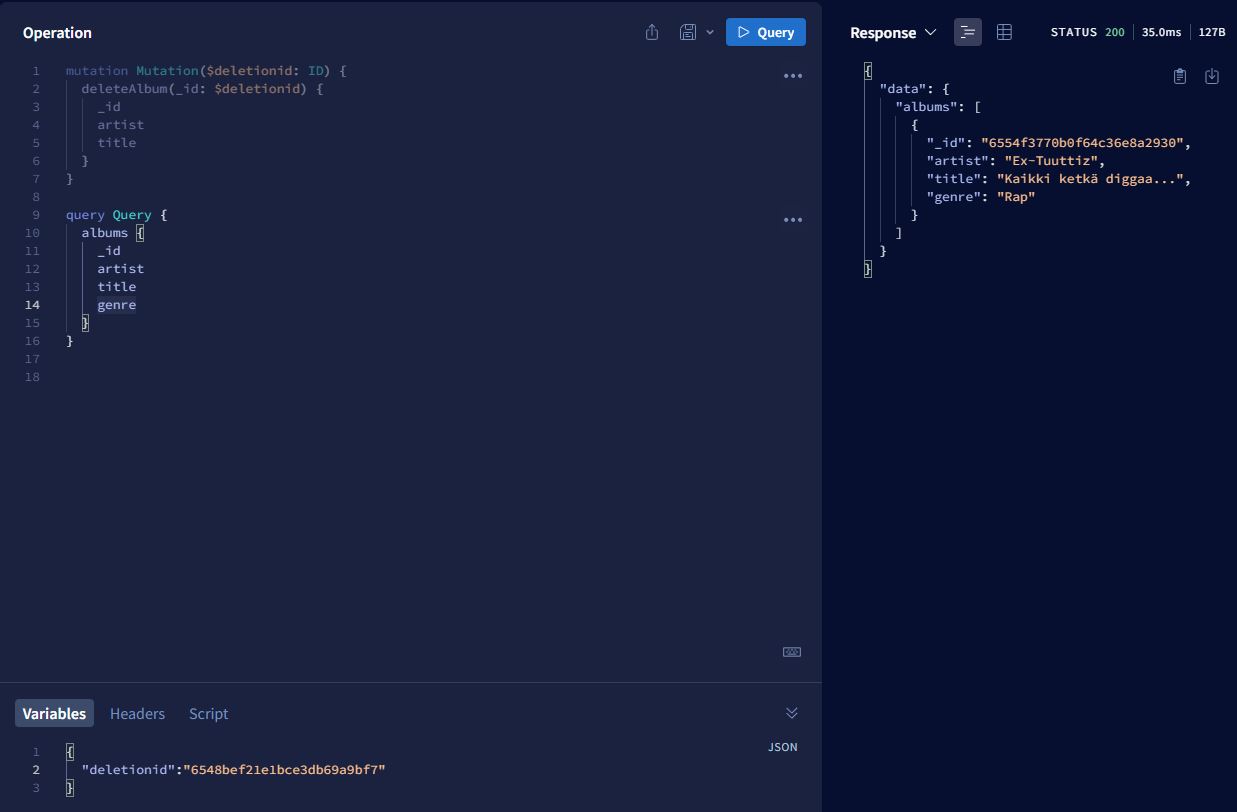 Operation
Query
1 mutation Mutation($deletionid: ID) {
2 deleteAlbum(_id: $deletionid) {
3 _id
4 artist
5 title
6 }
7 }
8
9 query Query {
10 albums {
11 _id
12 artist
13 title
14 genre
15 }
16 }
17
18
Variables Headers Script
JSON
1 {
2 "deletionid":"6548bef21e1bce3db69a9bf7"
3 }
Response STATUS 200 35.0ms 127B
{
"data": {
"albums": [
{
"_id": "6554f3770b0f64c36e8a2930",
"artist": "Ex-Tuuttiz",
"title": "Kaikki ketkä diggaa...",
"genre": "Rap"
}
]
}
}